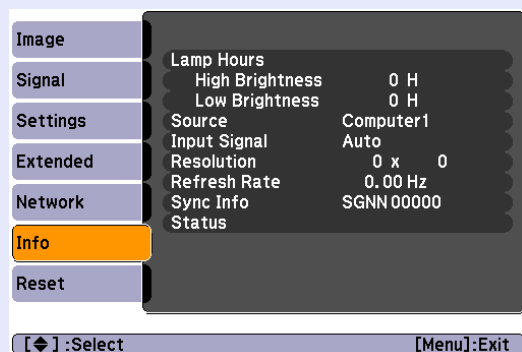 Image
Signal
Settings
Extended
Network
Info
Reset
Lamp Hours
High Brightness 0 H
Low Brightness 0 H
Source Computer1
Input Signal Auto
Resolution 0 x 0
Refresh Rate 0.00 Hz
Sync Info SGNN 00000
Status
[◆] :Select [Menu]:Exit